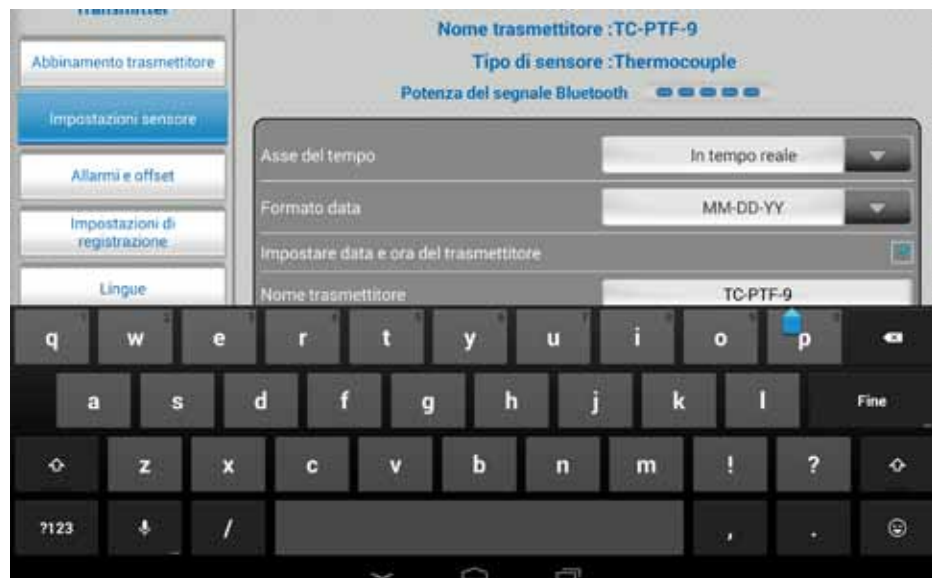 Transmitter
Abbinamento trasmettitore
Impostazioni sensore
Allarmi e offset
Impostazioni di
registrazione
Lingue
Nome trasmettitore :TC-PTF-9
Tipo di sensore :Thermocouple
Potenza del segnale Bluetooth
Asse del tempo
In tempo reale
Formato data
MM-DD-YY
Impostare data e ora del trasmettitore
Nome trasmettitore
TC-PTF-9
q w e r t y u i o p
a s d f g h j k l Fine
z x c v b n m ! ?
?123 / , .